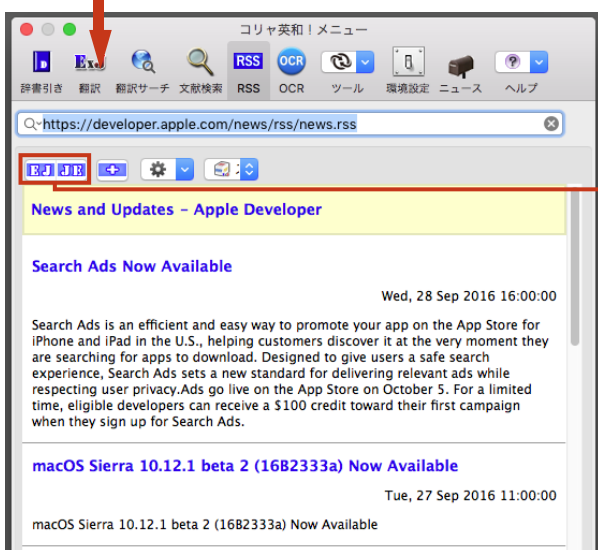 コリャ英和！メニュー
ExJ RSS OCR ?
辞書引き 翻訳 翻訳サーチ 文献検索 RSS OCR ツール 環境設定 ニュース ヘルプ
https://developer.apple.com/news/rss/news.rss
EJ JE
News and Updates – Apple Developer
Search Ads Now Available
Wed, 28 Sep 2016 16:00:00
Search Ads is an efficient and easy way to promote your app on the App Store for
iPhone and iPad in the U.S., helping customers discover it at the very moment they
are searching for apps to download. Designed to give users a safe search
experience, Search Ads sets a new standard for delivering relevant ads while
respecting user privacy.Ads go live on the App Store on October 5. For a limited
time, eligible developers can receive a $100 credit toward their first campaign
when they sign up for Search Ads.
macOS Sierra 10.12.1 beta 2 (16B2333a) Now Available
Tue, 27 Sep 2016 11:00:00
macOS Sierra 10.12.1 beta 2 (16B2333a) Now Available